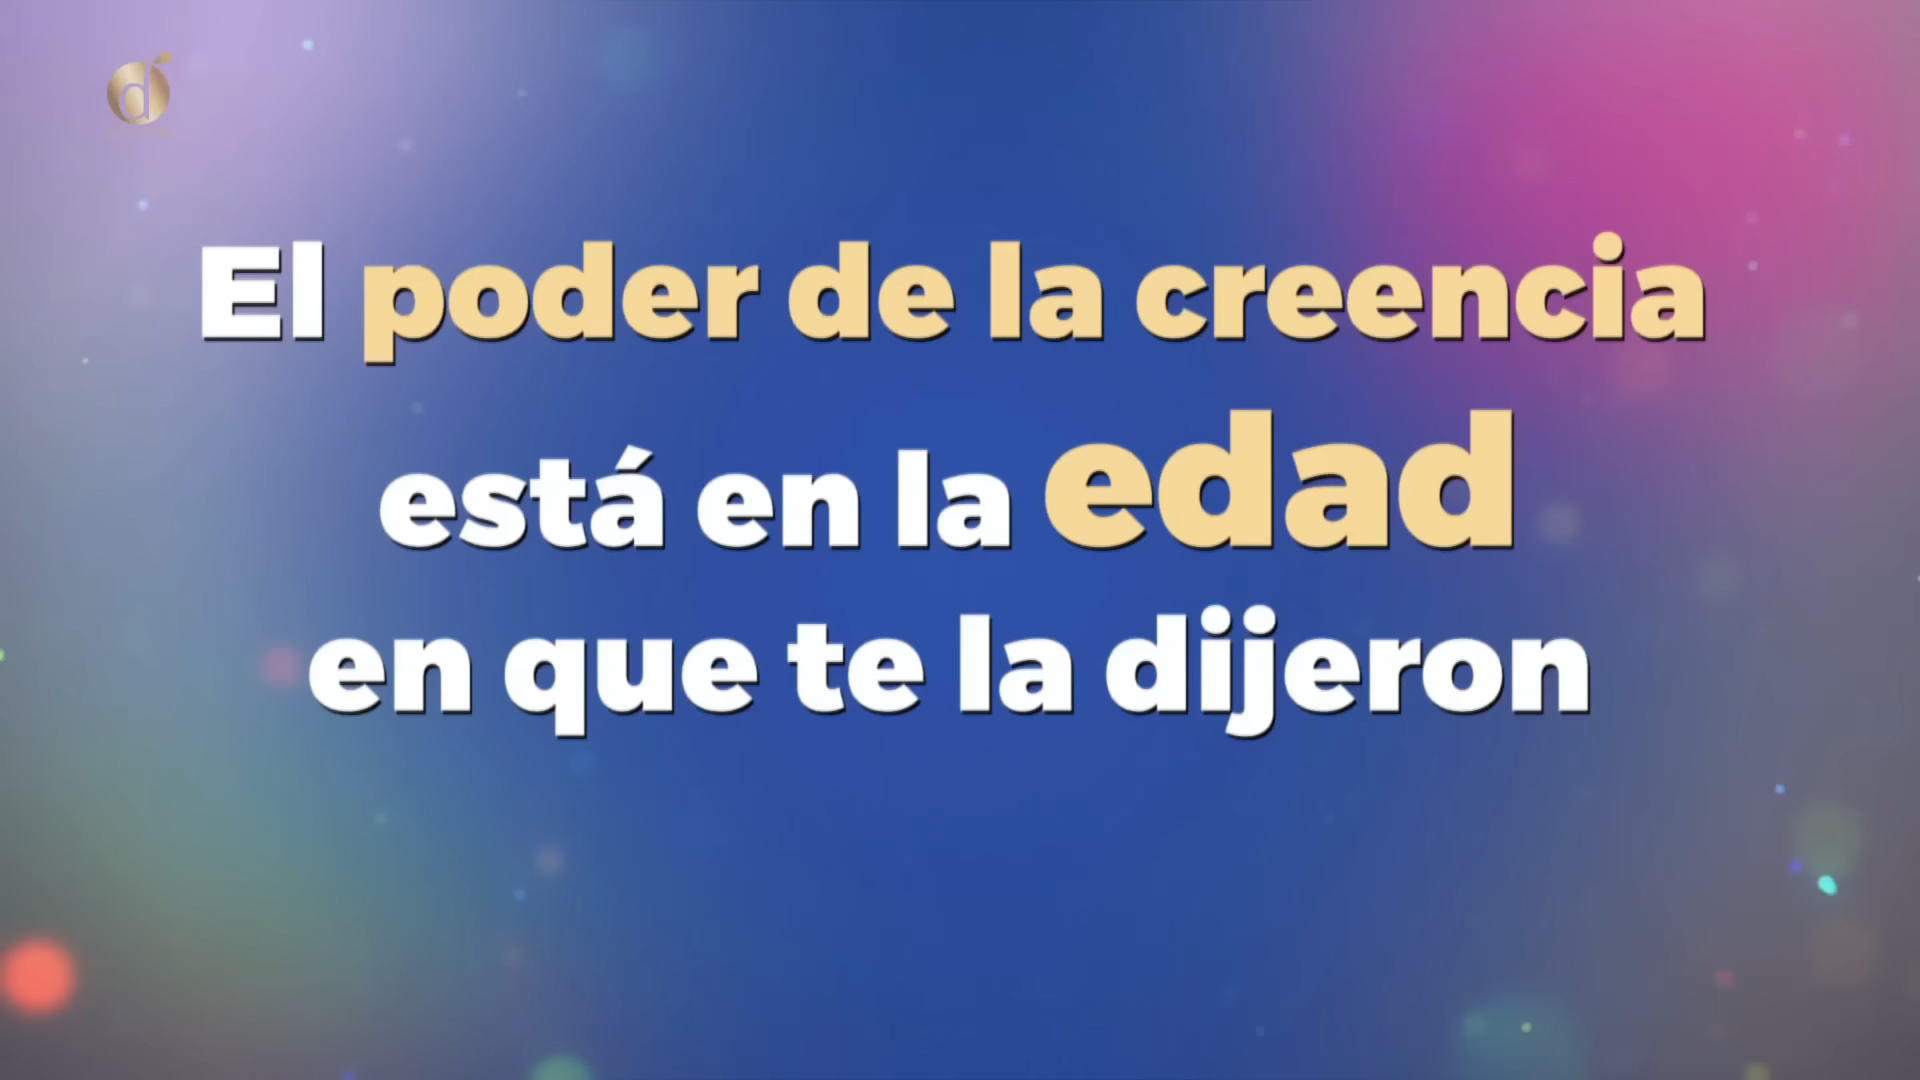 d
El poder de la creencia
está en la edad
en que te la dijeron